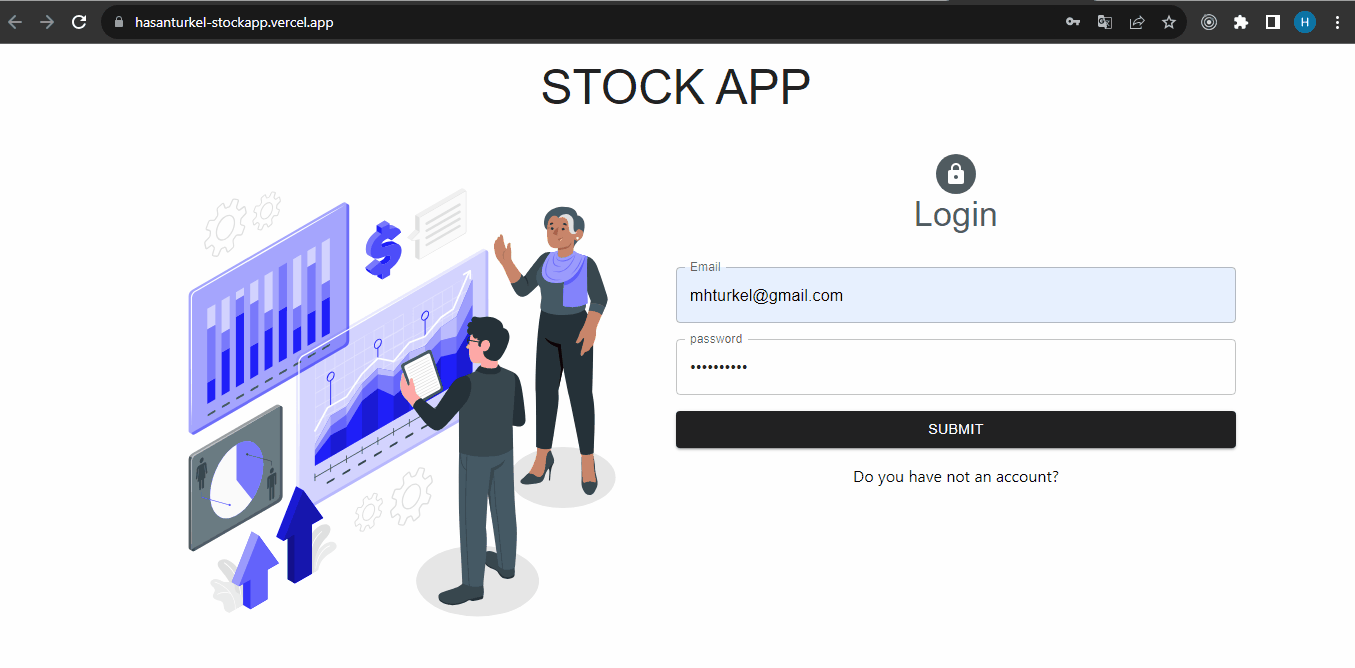 hasanturkel-stockapp.vercel.app
H
STOCK APP
Login
Email
mhturkel@gmail.com
password
••••••••••
SUBMIT
Do you have not an account?